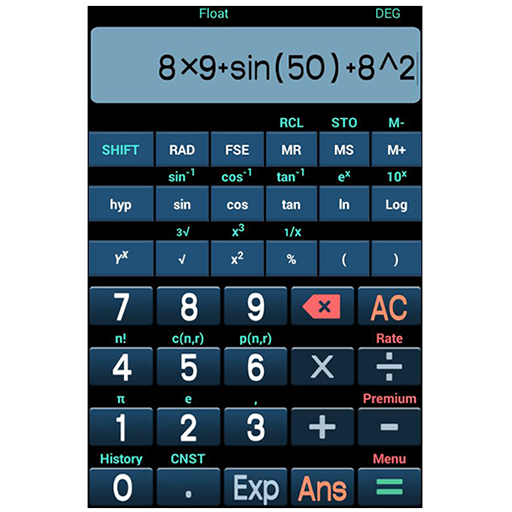 Float DEG
8×9+sin(50)+8^2
RCL STO M-
SHIFT RAD FSE MR MS M+
sin-1 cos-1 tan-1 ex 10x
hyp sin cos tan ln Log
3√ x3 1/x
Yx √ x2 % ( )
7 8 9 × AC
n! c(n,r) p(n,r) Rate
4 5 6 × ÷
π e , Premium
1 2 3 + -
History CNST Menu
0 . Exp Ans =